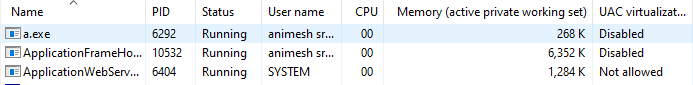 Name PID Status User name CPU Memory (active private working set) UAC virtualizat...
a.exe 6292 Running animesh sr... 00 268 K Disabled
ApplicationFrameHo... 10532 Running animesh sr... 00 6,352 K Disabled
ApplicationWebServ... 6404 Running SYSTEM 00 1,284 K Not allowed